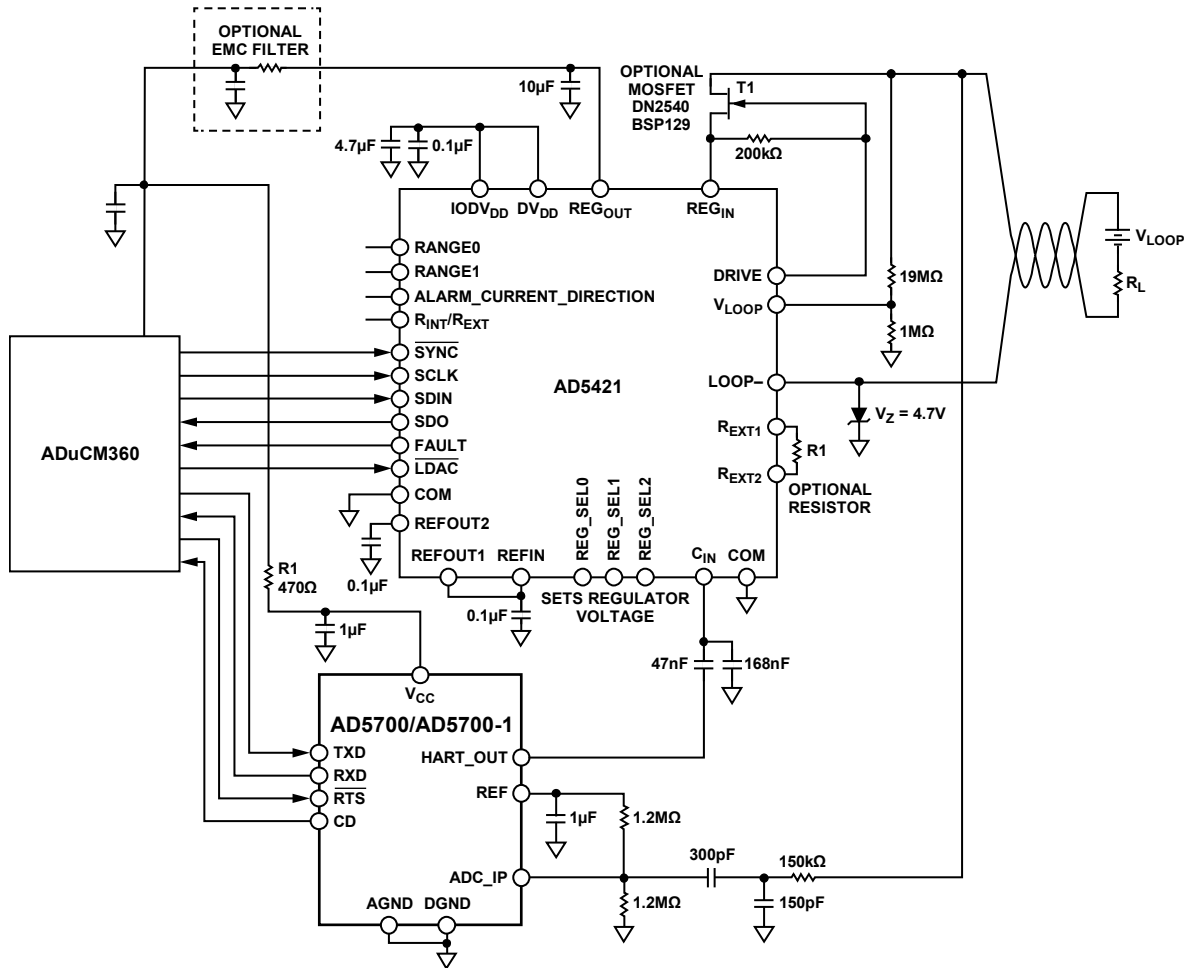 OPTIONAL
EMC FILTER
10µF
OPTIONAL
MOSFET
DN2540
BSP129
T1
200kΩ
4.7µF
0.1µF
IODVDD
DVDD
REGOUT
REGIN
RANGE0
RANGE1
ALARM_CURRENT_DIRECTION
RINT/REXT
SYNC
SCLK
SDIN
SDO
FAULT
LDAC
COM
REFOUT2
ADuCM360
AD5421
DRIVE
VLOOP
LOOP–
REXT1
REXT2
19MΩ
1MΩ
VLOOP
RL
VZ = 4.7V
R1
OPTIONAL
RESISTOR
REG_SEL0
REG_SEL1
REG_SEL2
REFOUT1
REFIN
CIN
COM
SETS REGULATOR
VOLTAGE
0.1µF
0.1µF
R1
470Ω
1µF
47nF
168nF
VCC
AD5700/AD5700-1
TXD
RXD
RTS
CD
HART_OUT
REF
ADC_IP
AGND
DGND
1µF
1.2MΩ
1.2MΩ
300pF
150kΩ
150pF